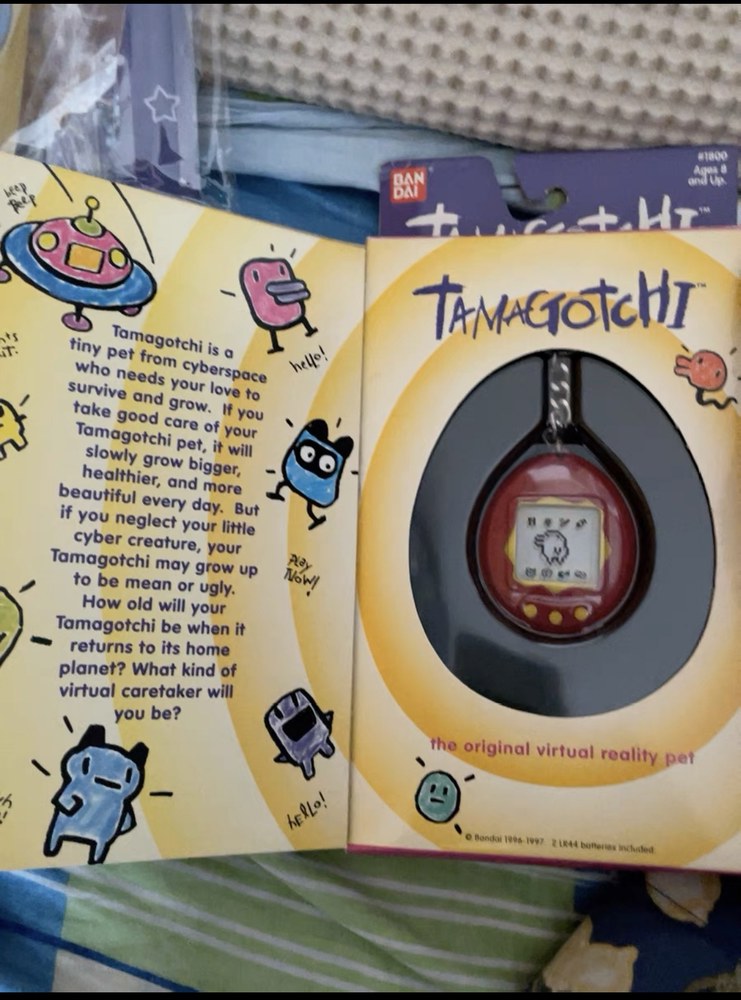 beep
beep
Tamagotchi is a
tiny pet from cyberspace
who needs your love to
survive and grow. If you
take good care of your
Tamagotchi pet, it will
slowly grow bigger,
healthier, and more
beautiful every day. But
if you neglect your little
cyber creature, your
Tamagotchi may grow up
to be mean or ugly.
How old will your
Tamagotchi be when it
returns to its home
planet? What kind of
virtual caretaker will
you be?
hello!
PLAY
NOW!
hELLO!
BAN
DAI
#1800
Ages 8
and Up.
TAMAGOTCHI™
TAMAGOTCHI™
the original virtual reality pet
© Bandai 1996-1997. 2 LR44 batteries included.